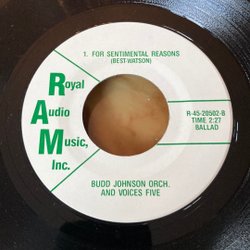 1. FOR SENTIMENTAL REASONS
(BEST-WATSON)
Royal
Audio
Music,
Inc.
R-45-20502-B
TIME 2:27
BALLAD
BUDD JOHNSON ORCH.
AND VOICES FIVE